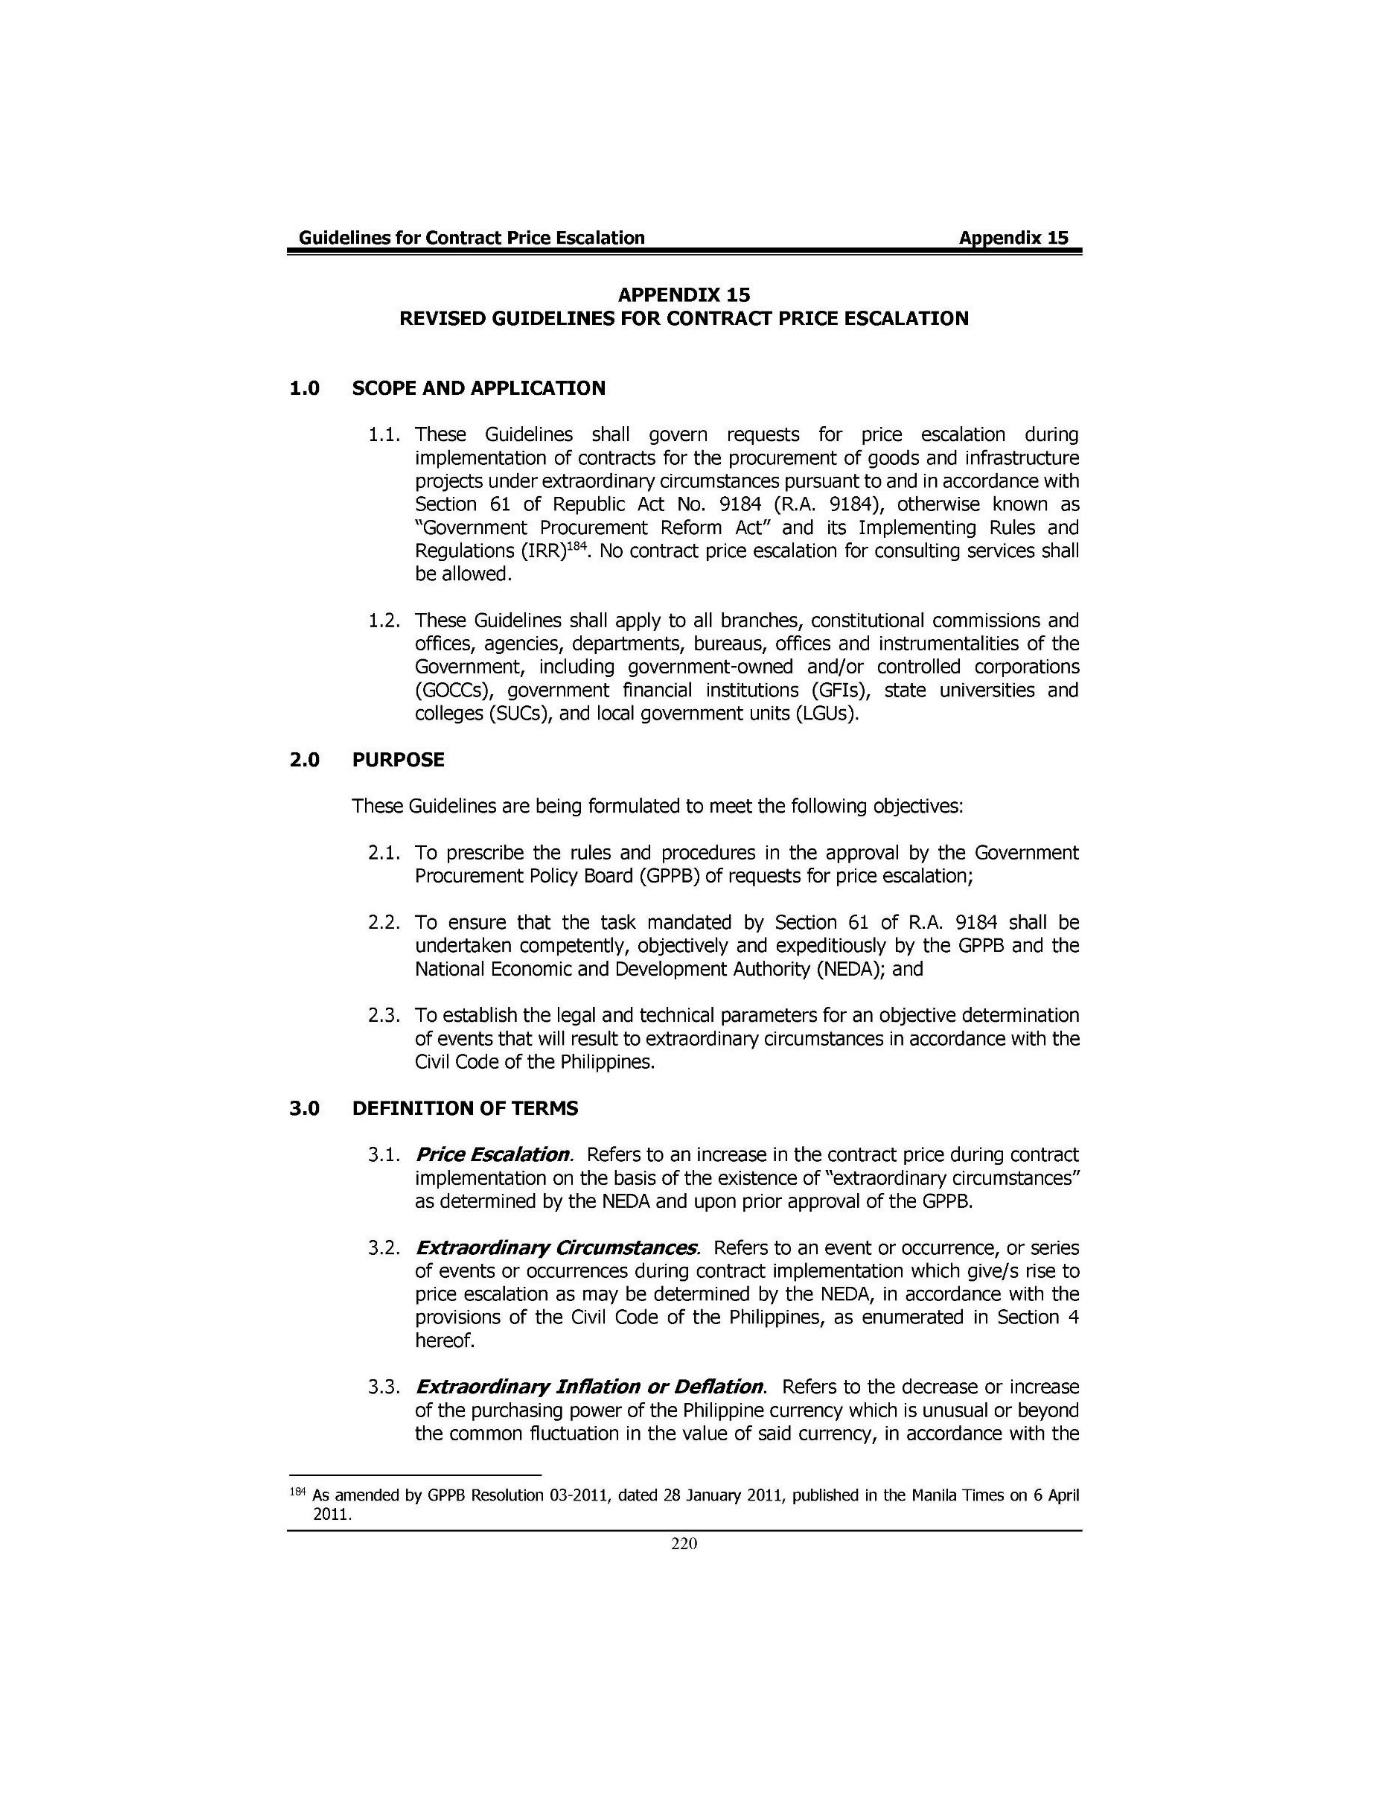 Guidelines for Contract Price Escalation Appendix 15
APPENDIX 15
REVISED GUIDELINES FOR CONTRACT PRICE ESCALATION
1.0 SCOPE AND APPLICATION
1.1. These Guidelines shall govern requests for price escalation during
implementation of contracts for the procurement of goods and infrastructure
projects under extraordinary circumstances pursuant to and in accordance with
Section 61 of Republic Act No. 9184 (R.A. 9184), otherwise known as
"Government Procurement Reform Act" and its Implementing Rules and
Regulations (IRR)184. No contract price escalation for consulting services shall
be allowed.
1.2. These Guidelines shall apply to all branches, constitutional commissions and
offices, agencies, departments, bureaus, offices and instrumentalities of the
Government, including government-owned and/or controlled corporations
(GOCCs), government financial institutions (GFIs), state universities and
colleges (SUCs), and local government units (LGUs).
2.0 PURPOSE
These Guidelines are being formulated to meet the following objectives:
2.1. To prescribe the rules and procedures in the approval by the Government
Procurement Policy Board (GPPB) of requests for price escalation;
2.2. To ensure that the task mandated by Section 61 of R.A. 9184 shall be
undertaken competently, objectively and expeditiously by the GPPB and the
National Economic and Development Authority (NEDA); and
2.3. To establish the legal and technical parameters for an objective determination
of events that will result to extraordinary circumstances in accordance with the
Civil Code of the Philippines.
3.0 DEFINITION OF TERMS
3.1. Price Escalation. Refers to an increase in the contract price during contract
implementation on the basis of the existence of "extraordinary circumstances"
as determined by the NEDA and upon prior approval of the GPPB.
3.2. Extraordinary Circumstances. Refers to an event or occurrence, or series
of events or occurrences during contract implementation which give/s rise to
price escalation as may be determined by the NEDA, in accordance with the
provisions of the Civil Code of the Philippines, as enumerated in Section 4
hereof.
3.3. Extraordinary Inflation or Deflation. Refers to the decrease or increase
of the purchasing power of the Philippine currency which is unusual or beyond
the common fluctuation in the value of said currency, in accordance with the
184 As amended by GPPB Resolution 03-2011, dated 28 January 2011, published in the Manila Times on 6 April
2011.
220